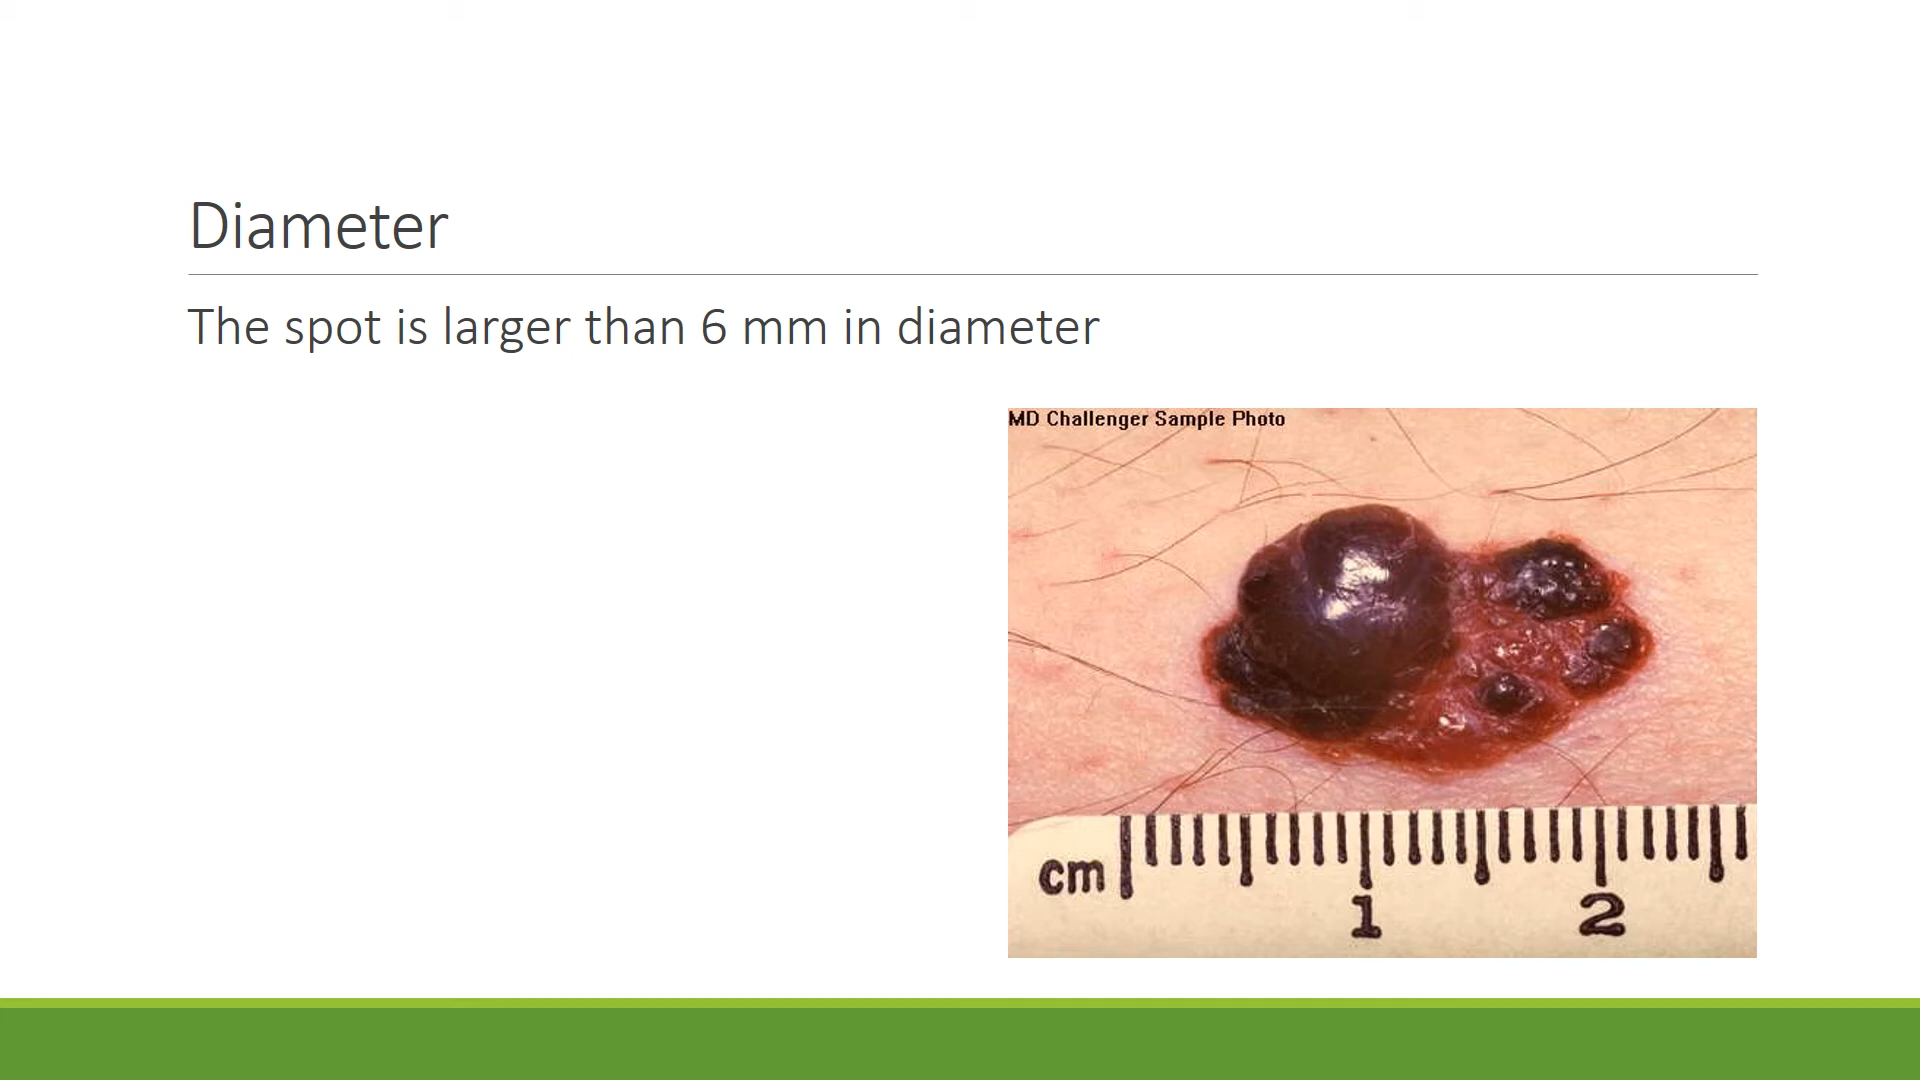 Diameter
The spot is larger than 6 mm in diameter
MD Challenger Sample Photo
cm
1 2